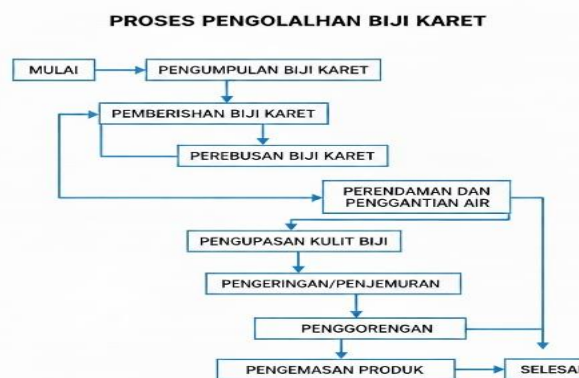 PROSES PENGOLALHAN BIJI KARET
MULAI
PENGUMPULAN BIJI KARET
PEMBERISHAN BIJI KARET
PEREBUSAN BIJI KARET
PERENDAMAN DAN
PENGGANTIAN AIR
PENGUPASAN KULIT BIJI
PENGERINGAN/PENJEMURAN
PENGGORENGAN
PENGEMASAN PRODUK
SELESAI